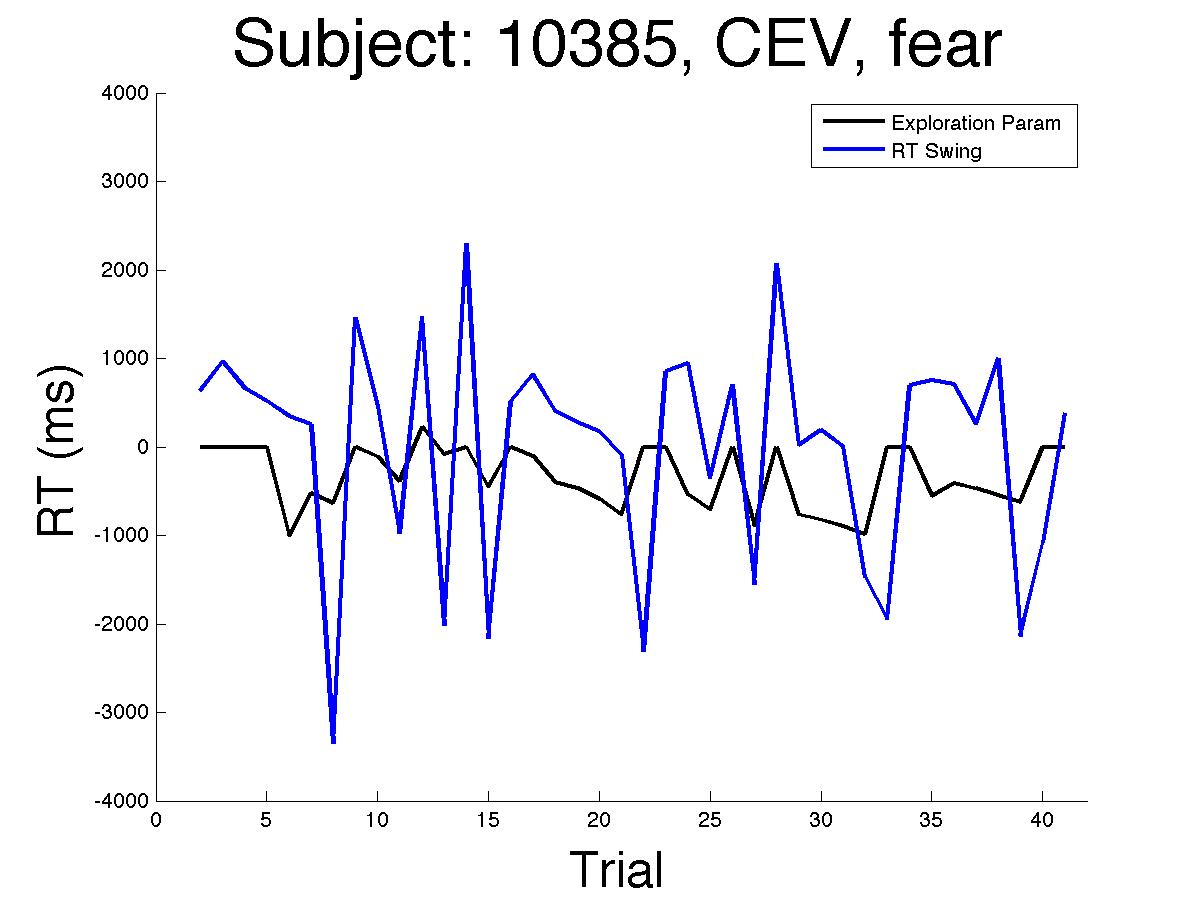 Subject: 10385, CEV, fear
4000
3000
2000
1000
0
-1000
-2000
-3000
-4000
RT (ms)
Exploration Param
RT Swing
0 5 10 15 20 25 30 35 40
Trial